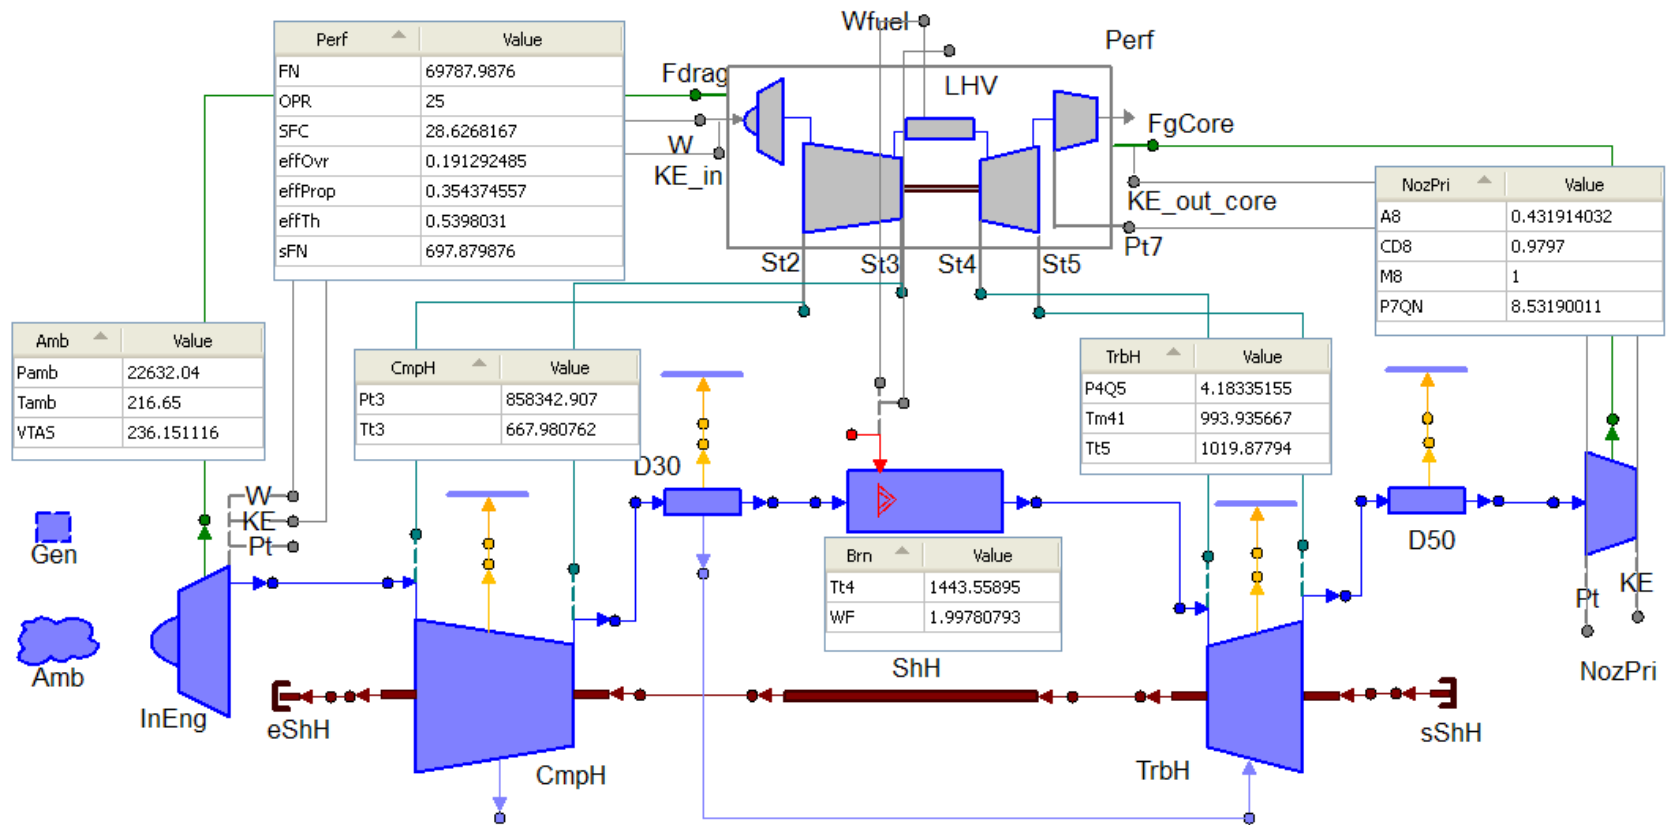 Wfuel
Perf
Fdrag
LHV
FgCore
W
KE_in
KE_out_core
Pt7
St2 St3 St4 St5
Perf Value
FN 69787.9876
OPR 25
SFC 28.6268167
effOvr 0.191292485
effProp 0.354374557
effTh 0.5398031
sFN 697.879876
NozPri Value
A8 0.431914032
CD8 0.9797
M8 1
P7QN 8.53190011
Amb Value
Pamb 22632.04
Tamb 216.65
VTAS 236.151116
CmpH Value
Pt3 858342.907
Tt3 667.980762
TrbH Value
P4Q5 4.18335155
Tm41 993.935667
Tt5 1019.87794
D30
W
KE
Pt
Gen
D50
Brn Value
Tt4 1443.55895
WF 1.99780793
Pt
KE
Amb
InEng
eShH
CmpH
ShH
TrbH
sShH
NozPri